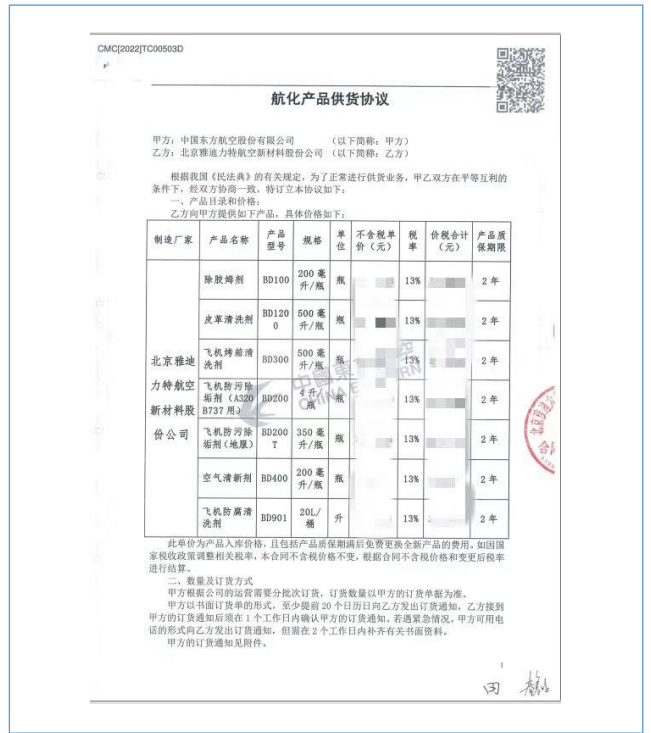 CMC[2022]TC00503D
航化产品供货协议
甲方：中国东方航空股份有限公司 （以下简称：甲方）
乙方：北京雅迪力特航空新材料股份公司 （以下简称：乙方）
根据我国《民法典》的有关规定，为了正常进行供货业务，甲乙双方在平等互利的
条件下，经双方协商一致，特订立本协议如下：
一、产品目录和价格：
乙方向甲方提供如下产品，具体价格如下：
制造厂家 产品名称 产品型号 规格 单位 不含税单价（元） 税率 价税合计（元） 产品质保期限
北京雅迪力特航空新材料股份公司
除胶姆剂 BD100 200 毫升/瓶 瓶 13% 2 年
皮革清洗剂 BD1200 500 毫升/瓶 瓶 13% 2 年
飞机烤箱清洗剂 BD300 500 毫升/瓶 瓶 13% 2 年
飞机防污除垢剂（A320 B737 用） BD200 4 升/瓶 瓶 13% 2 年
飞机防污除垢剂（地服） BD200T 350 毫升/瓶 瓶 13% 2 年
空气清新剂 BD400 200 毫升/瓶 瓶 13% 2 年
飞机防腐清洗剂 BD901 20L/桶 升 13% 2 年
此单价为产品入库价格，且包括产品质保期满后免费更换全新产品的费用。如因国
家税收政策调整相关税率，本合同不含税价格不变，根据合同不含税价格和变更后税率
进行结算。
二、数量及订货方式
甲方根据公司的运营需要分批次订货，订货数量以甲方的订货单据为准。
甲方以书面订货单的形式，至少提前 20 个日历日向乙方发出订货通知，乙方接到
甲方的订货通知后须在 1 个工作日内确认甲方的订货通知。若遇紧急情况，甲方可用电
话的形式向乙方发出订货通知，但需在 2 个工作日内补齐有关书面资料。
甲方的订货通知见附件。
1